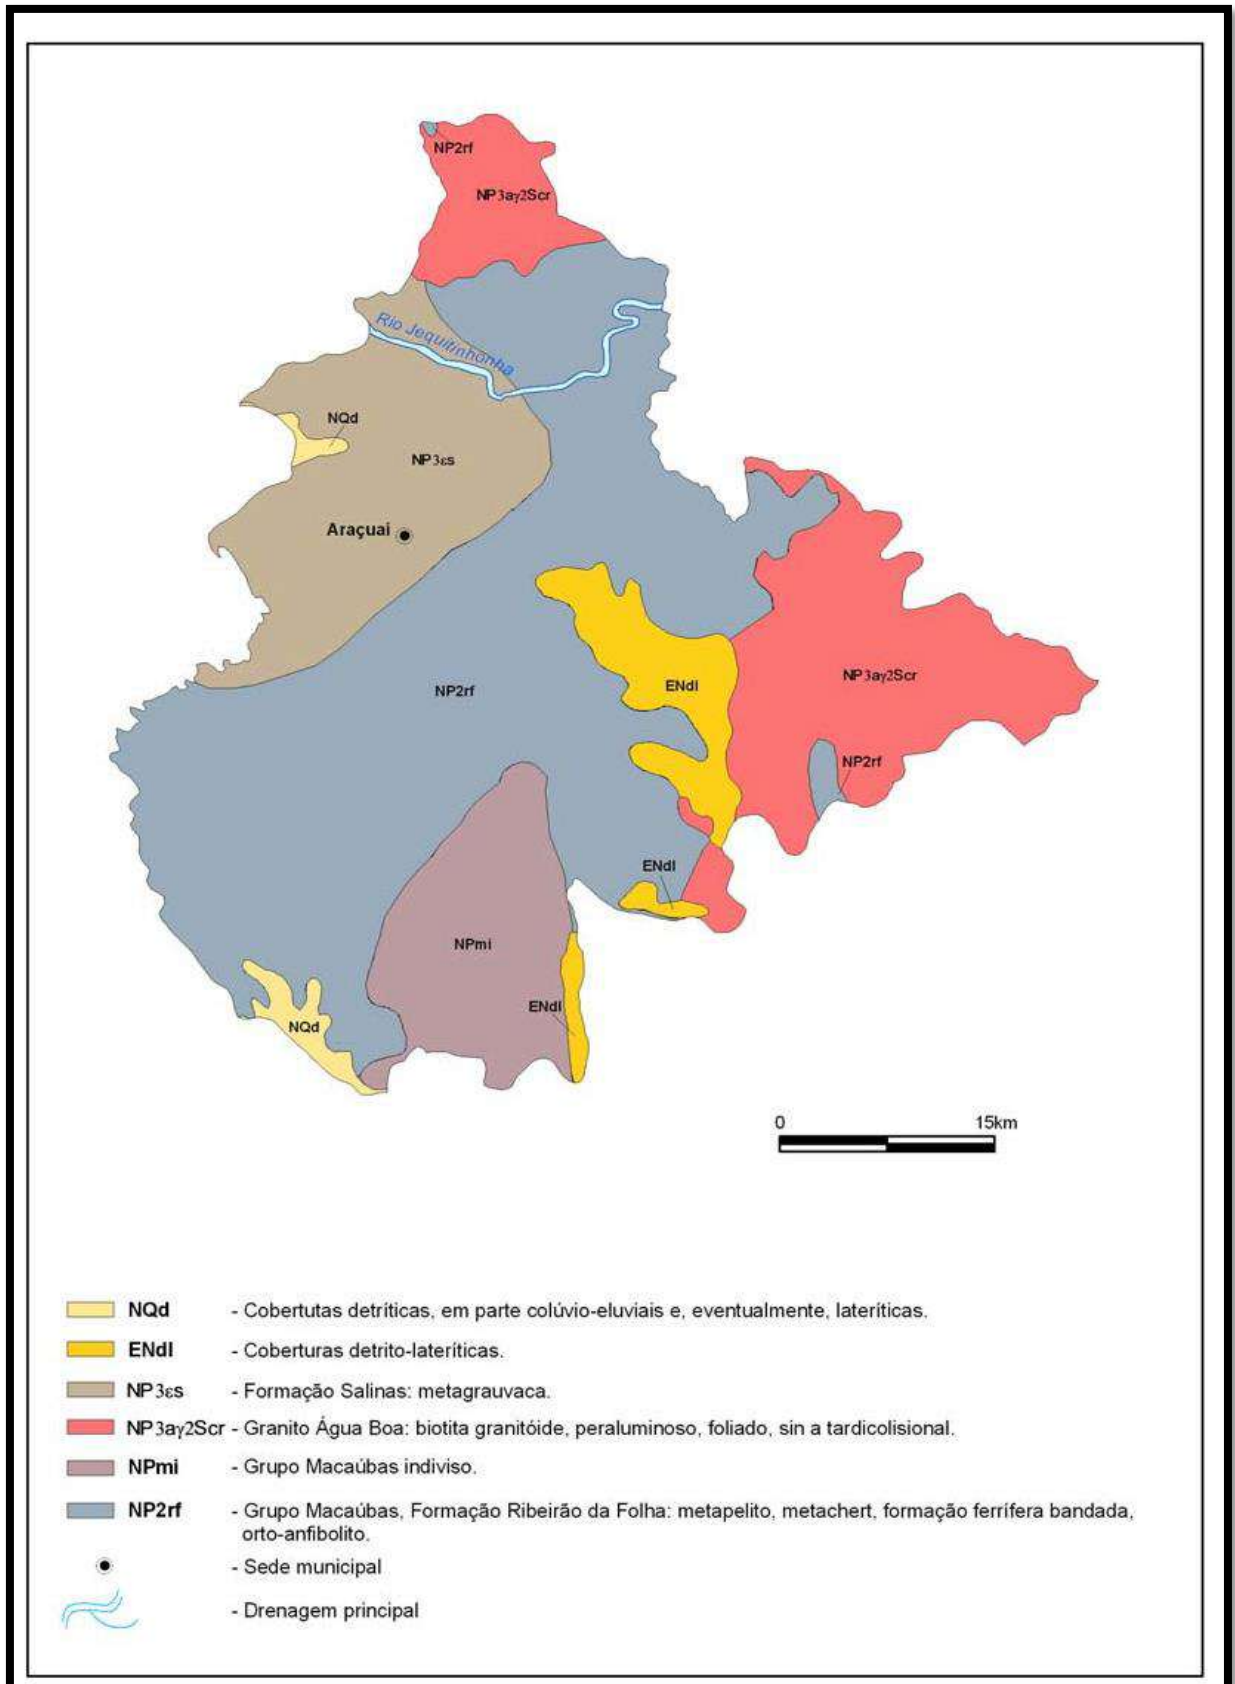 NP2rf
NP3aγ2Scr
Rio Jequitinhonha
NQd
NP3εs
Araçuai
NP2rf
ENdl
NP3aγ2Scr
NP2rf
ENdl
NPmi
ENdl
NQd
0 15km
NQd - Cobertutas detríticas, em parte colúvio-eluviais e, eventualmente, lateríticas.
ENdl - Coberturas detrito-lateríticas.
NP3εs - Formação Salinas: metagrauvaca.
NP3aγ2Scr - Granito Água Boa: biotita granitóide, peraluminoso, foliado, sin a tardicolisional.
NPmi - Grupo Macaúbas indiviso.
NP2rf - Grupo Macaúbas, Formação Ribeirão da Folha: metapelito, metachert, formação ferrífera bandada,
orto-anfibolito.
- Sede municipal
- Drenagem principal